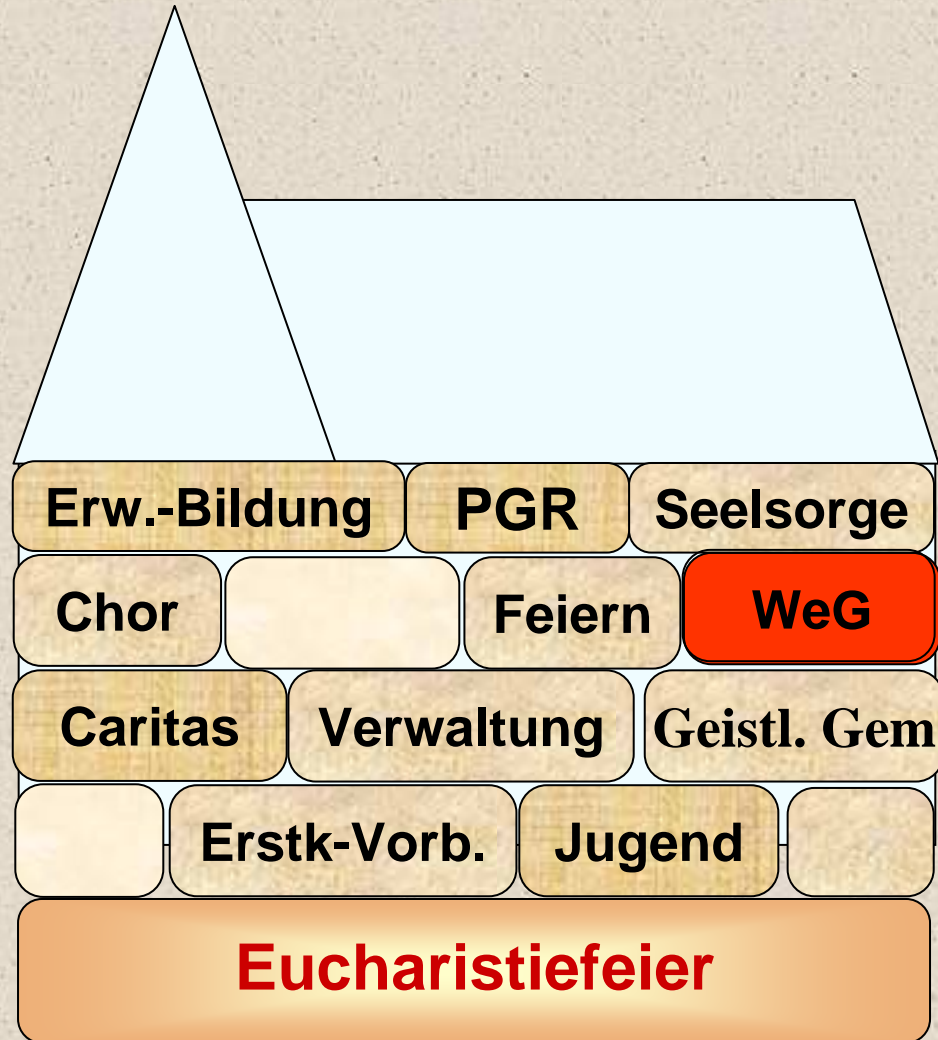 Erw.-Bildung PGR Seelsorge
Chor Feiern WeG
Caritas Verwaltung Geistl. Gem
Erstk-Vorb. Jugend
Eucharistiefeier